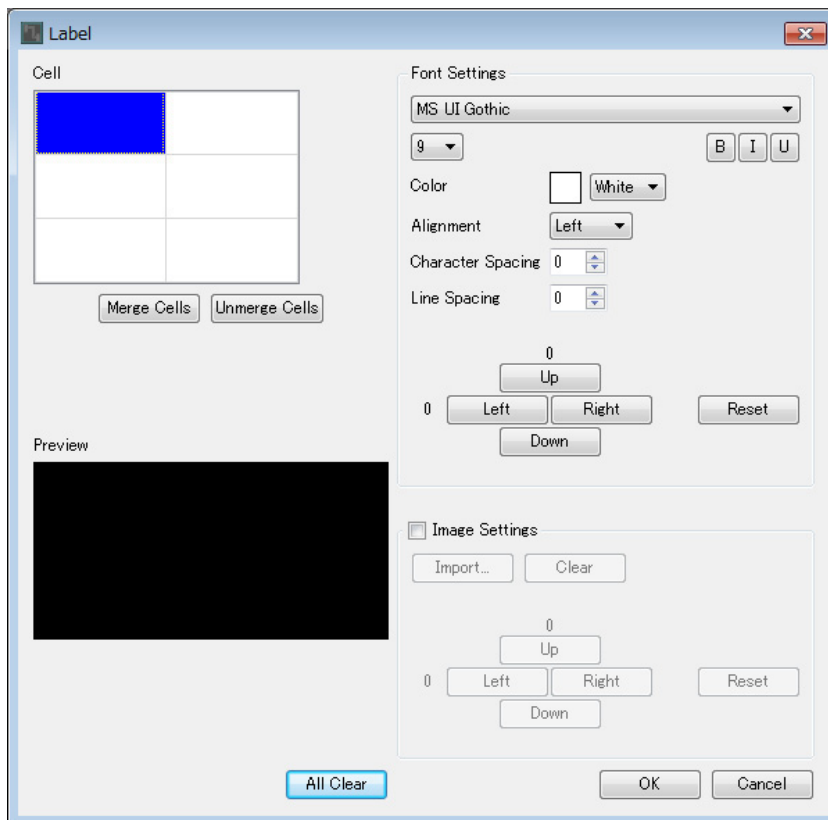 Label
Cell
Merge Cells Unmerge Cells
Preview
All Clear
Font Settings
MS UI Gothic
9 B I U
Color White
Alignment Left
Character Spacing 0
Line Spacing 0
0
Up
0 Left Right Reset
Down
Image Settings
Import... Clear
0
Up
0 Left Right Reset
Down
OK Cancel